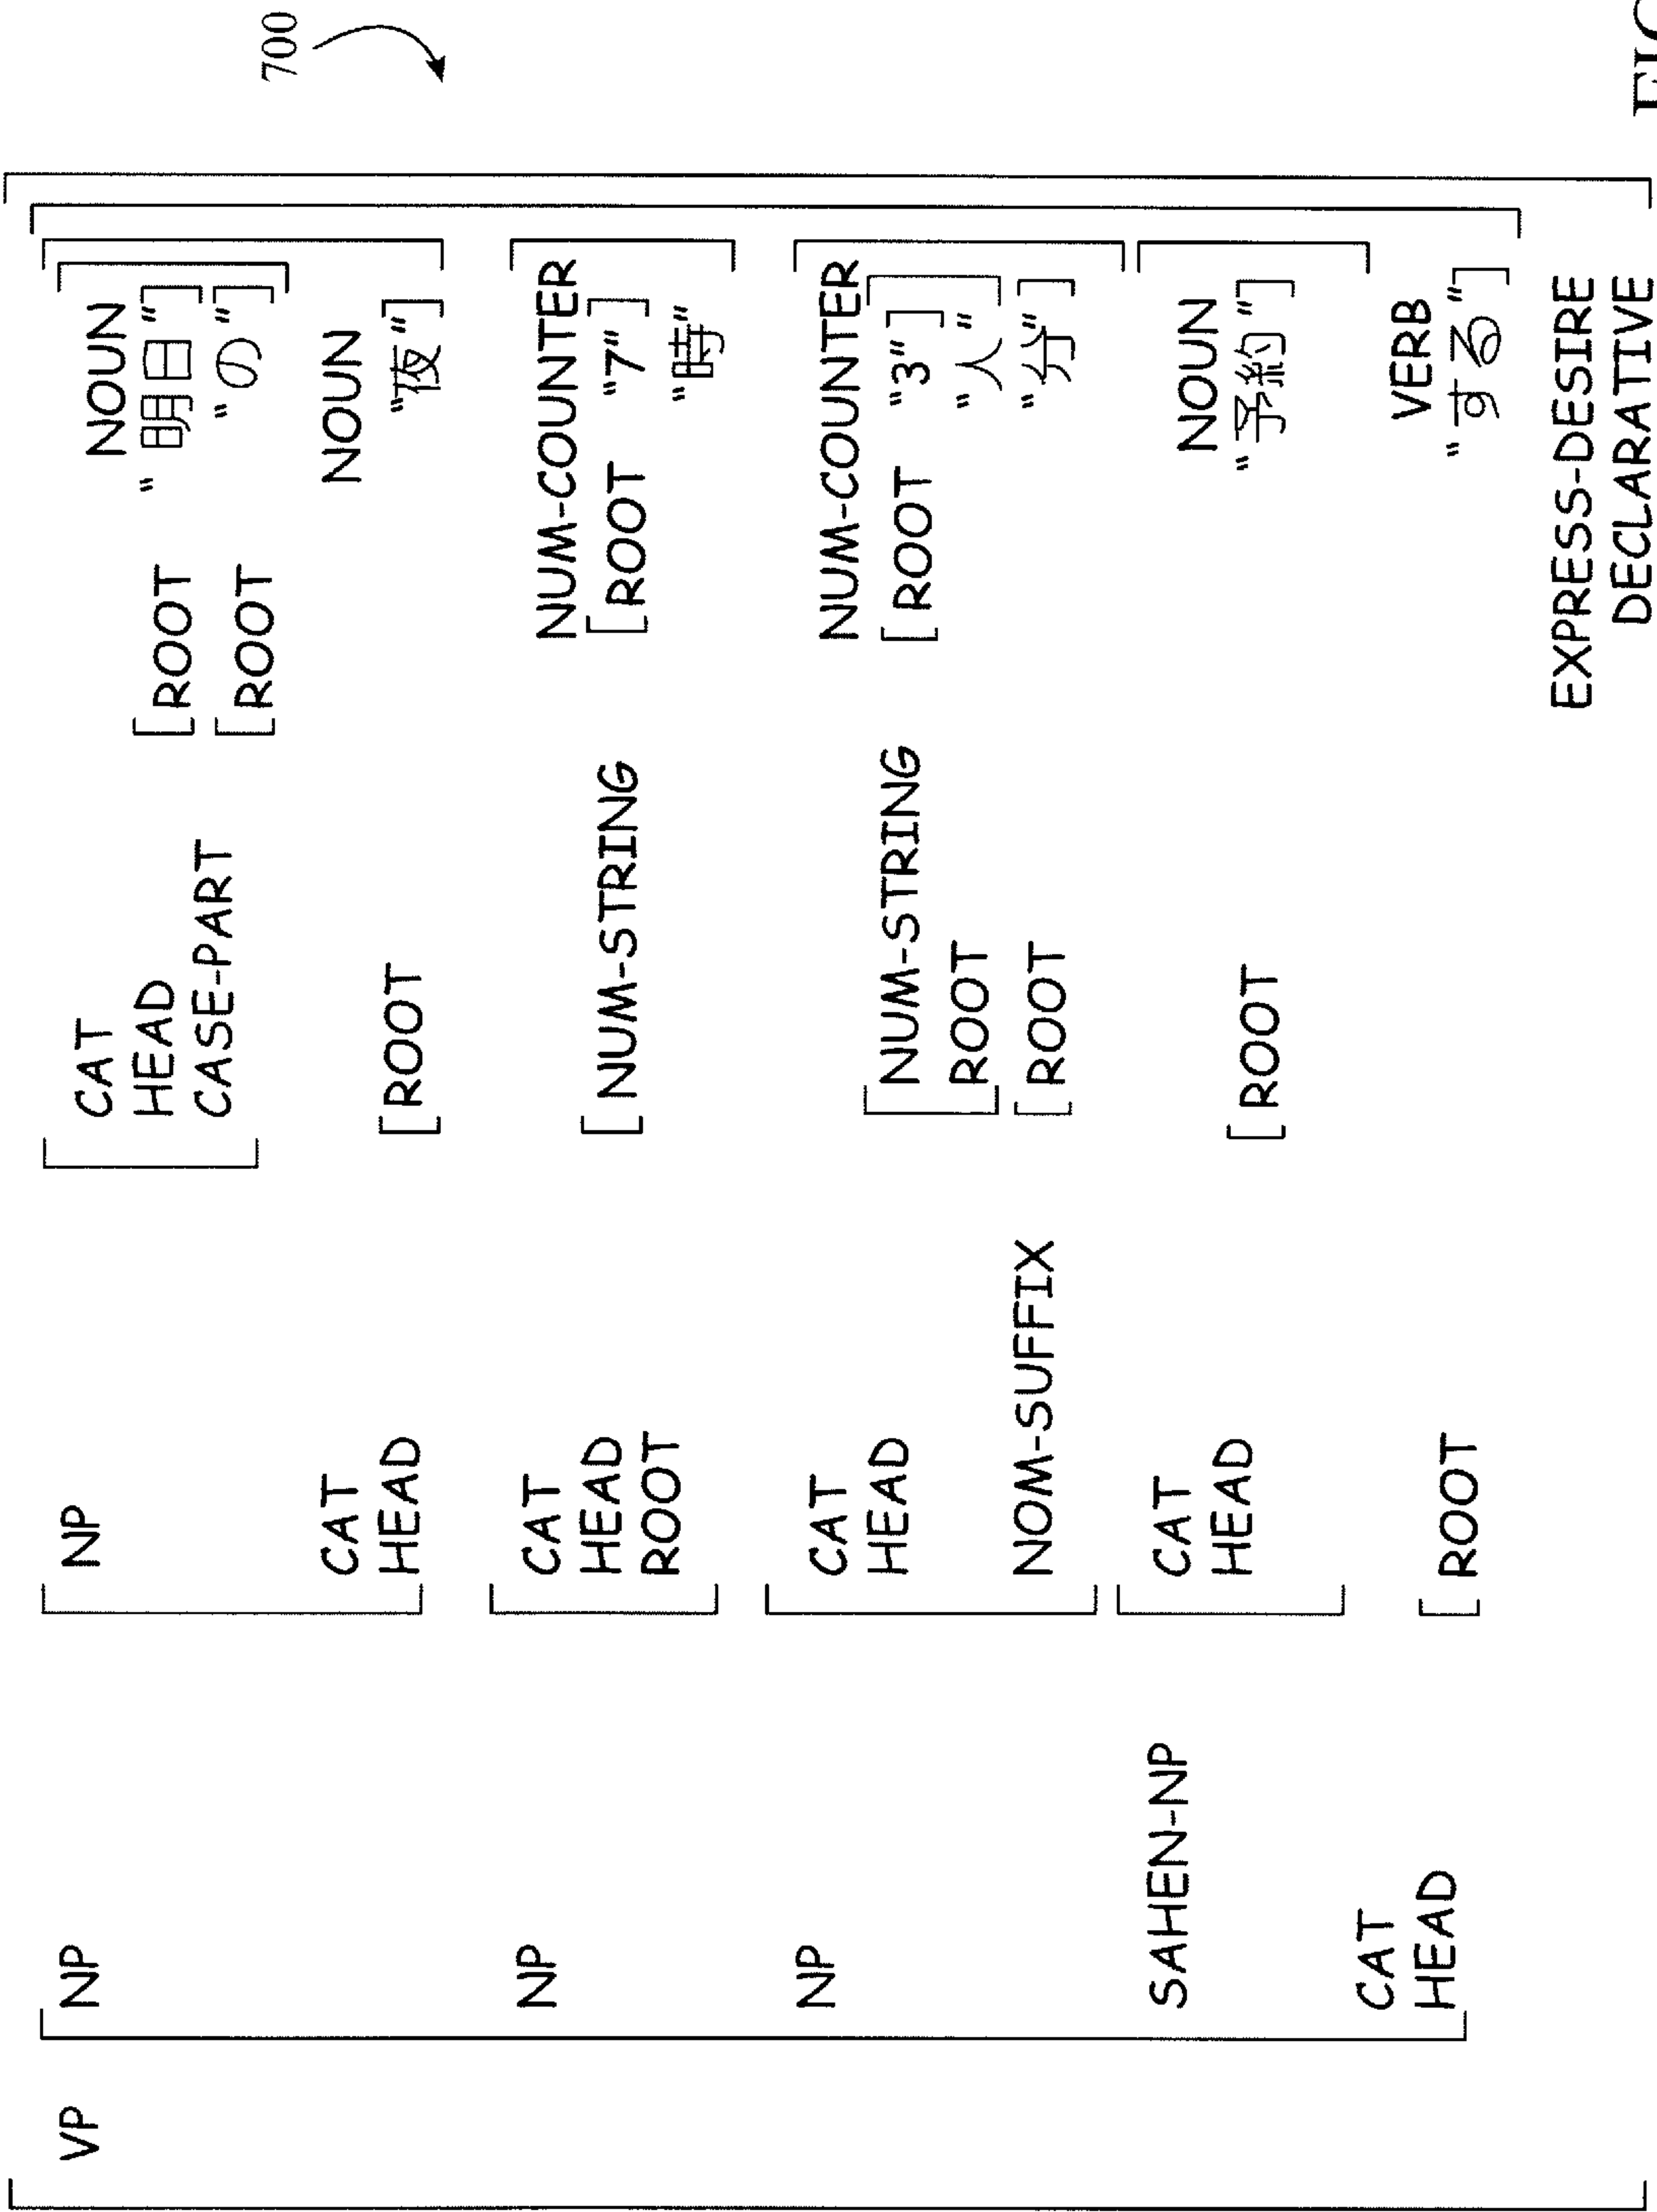 700
VP NP NP CAT NOUN
HEAD [ROOT "明日"]
CASE-PART [ROOT "の"]
CAT NOUN
HEAD [ROOT "夜"]
NP CAT NUM-COUNTER
HEAD [NUM-STRING [ROOT "7"]
ROOT "時"
NP CAT NUM-COUNTER
HEAD [NUM-STRING [ROOT "3"]
ROOT "人"]
NOM-SUFFIX [ROOT "分"]
SAHEN-NP CAT NOUN
HEAD [ROOT "予約"]
CAT VERB
HEAD [ROOT "する"]
EXPRESS-DESIRE
DECLARATIVE